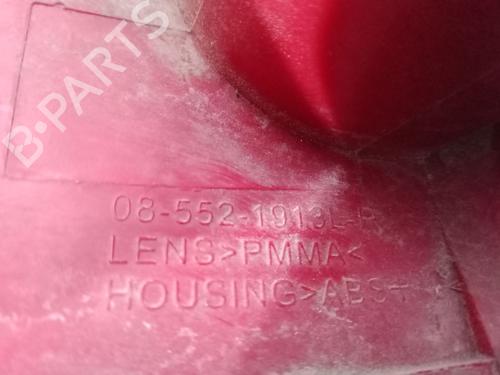 B-PARTS
08-552-1913L-
LENS>PMMA<
HOUSING>ABS+